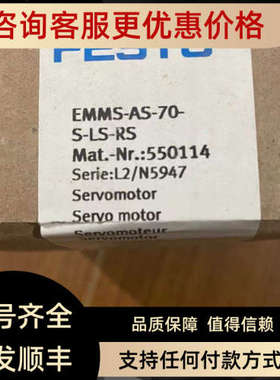 咨询客服更优惠价格
FESTO
EMMS-AS-70-
S-LS-RS
Mat.-Nr.:550114
Serie:L2/N5947
Servomotor
Servo motor
Servomoteur
号齐全
品质保障 值得信赖
发顺丰
支持任何付款方式